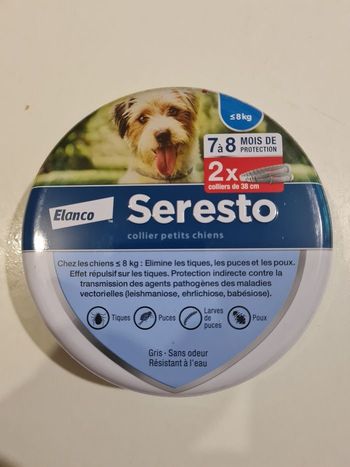 ≤8kg
7 à 8 MOIS DE PROTECTION
2x
colliers de 38 cm
Elanco
Seresto
collier petits chiens
Chez les chiens ≤ 8 kg : Elimine les tiques, les puces et les poux.
Effet répulsif sur les tiques. Protection indirecte contre la
transmission des agents pathogènes des maladies
vectorielles (leishmaniose, ehrlichiose, babésiose).
Tiques
Puces
Larves de puces
Poux
Gris - Sans odeur
Résistant à l'eau